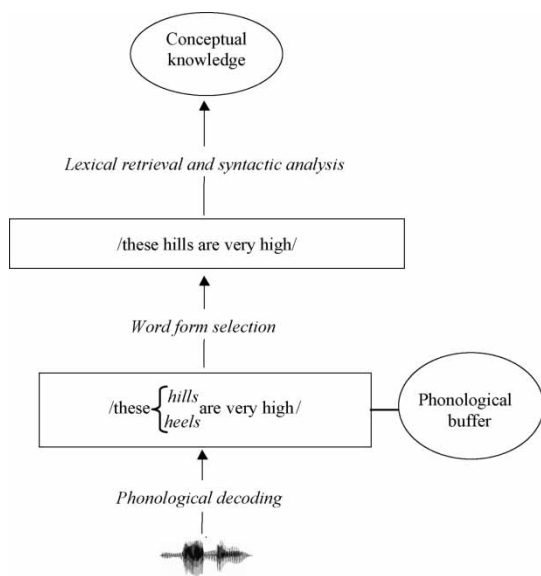 Conceptual
knowledge
Lexical retrieval and syntactic analysis
/these hills are very high/
Word form selection
/these { hills
heels are very high/
Phonological
buffer
Phonological decoding